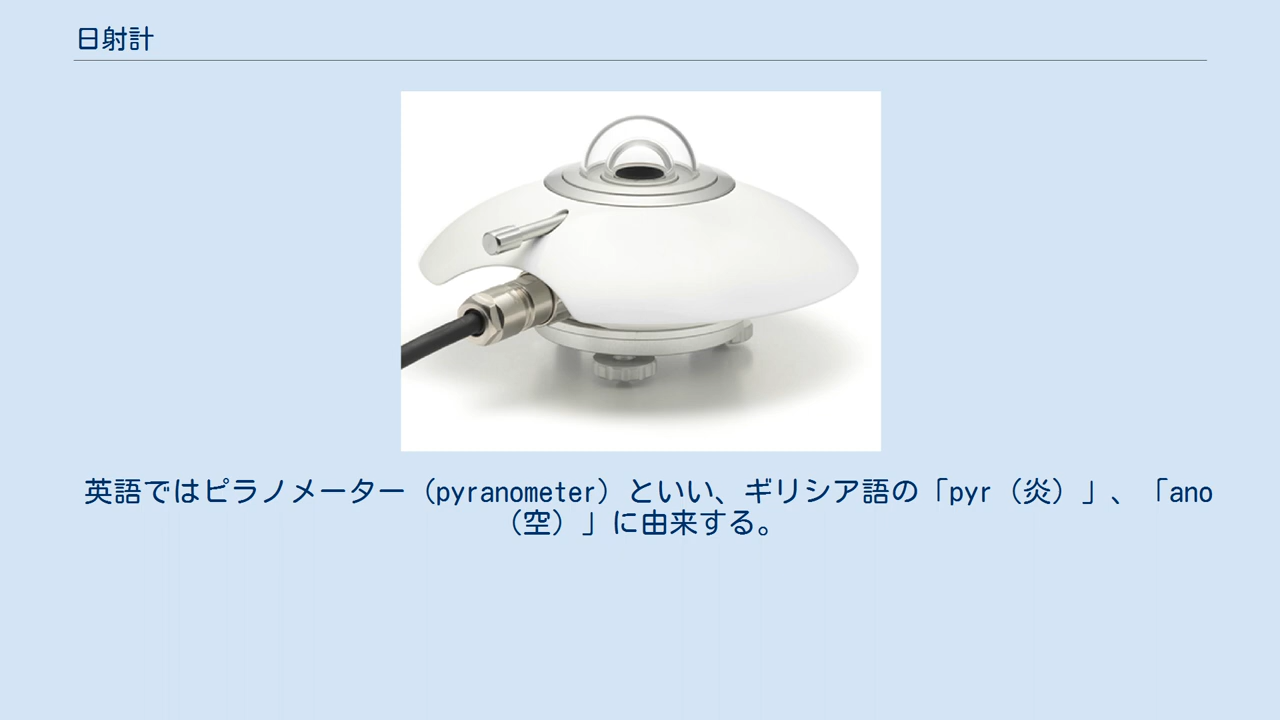 日射計
英語ではピラノメーター（pyranometer）といい、ギリシア語の「pyr（炎）」、「ano
（空）」に由来する。